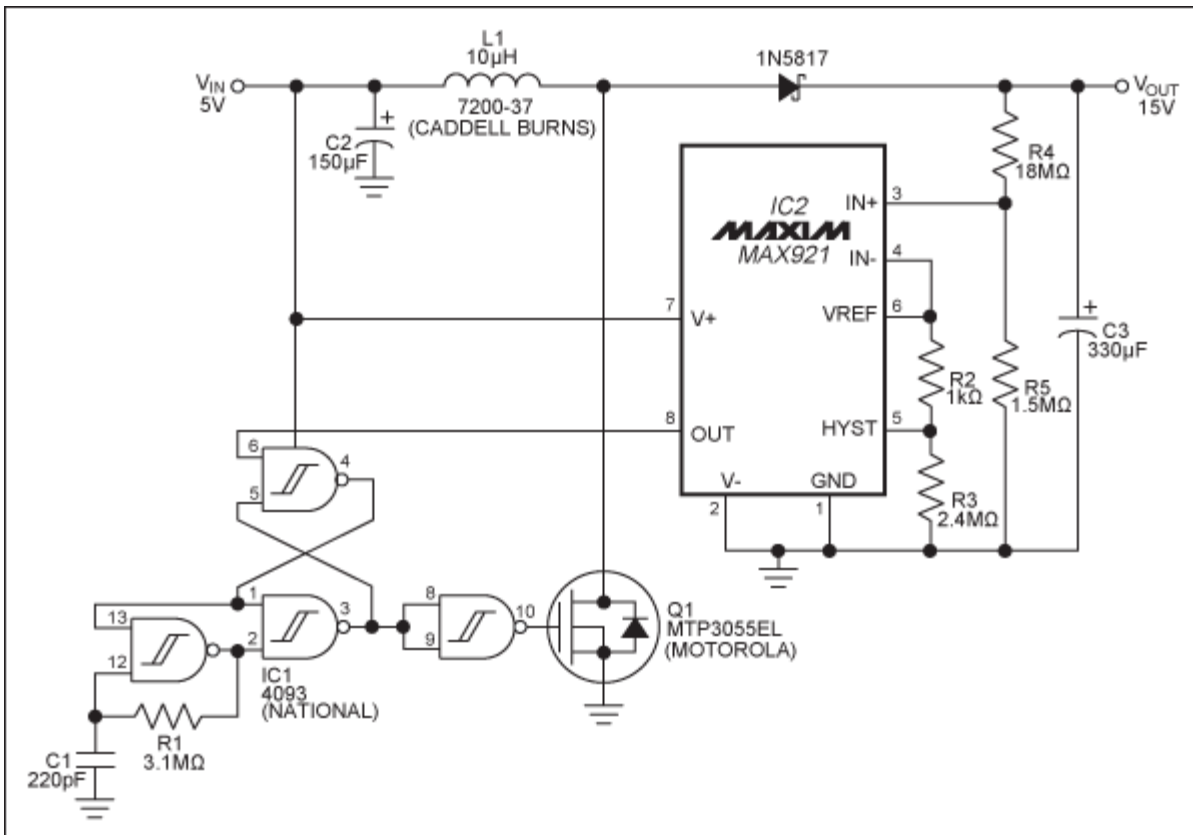 L1
10µH
7200-37
(CADDELL BURNS)
VIN
5V
1N5817
VOUT
15V
C2
150µF
+
R4
18MΩ
IC2
MAXIM
MAX921
IN+
3
IN-
4
VREF
6
7
V+
R2
1kΩ
R5
1.5MΩ
+
C3
330µF
8
OUT
HYST
5
V-
GND
2
1
R3
2.4MΩ
6
5
4
13
12
1
2
3
8
9
10
IC1
4093
(NATIONAL)
Q1
MTP3055EL
(MOTOROLA)
R1
3.1MΩ
C1
220pF